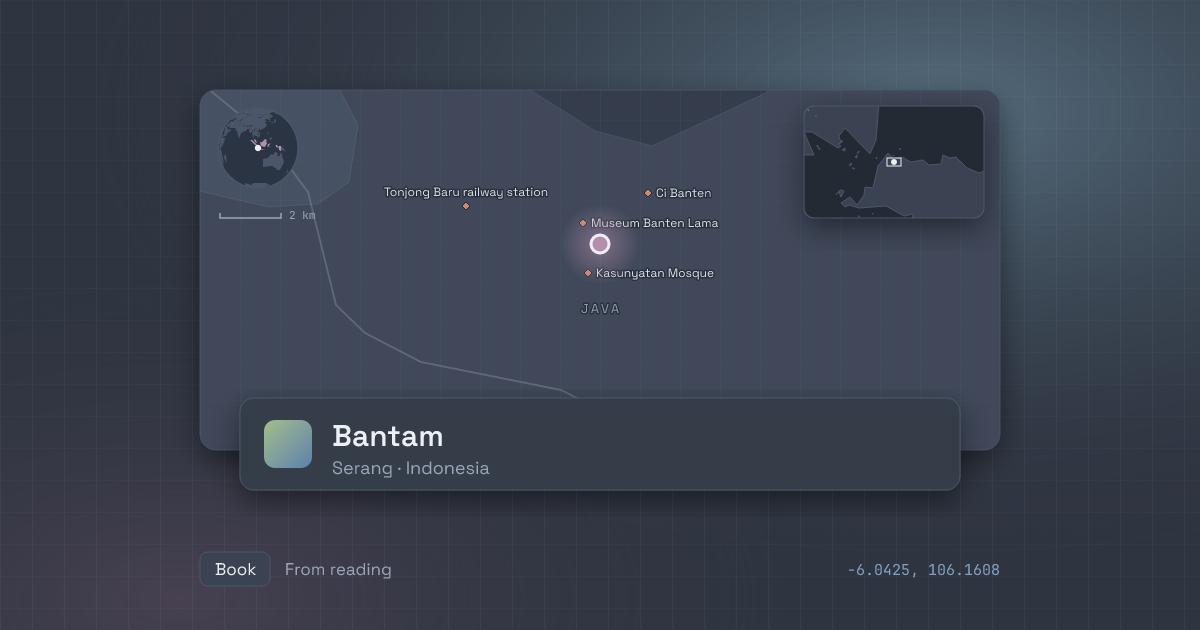 2 km
Tonjong Baru railway station
Ci Banten
Museum Banten Lama
Kasunyatan Mosque
JAVA
Bantam
Serang · Indonesia
Book
From reading
-6.0425, 106.1608